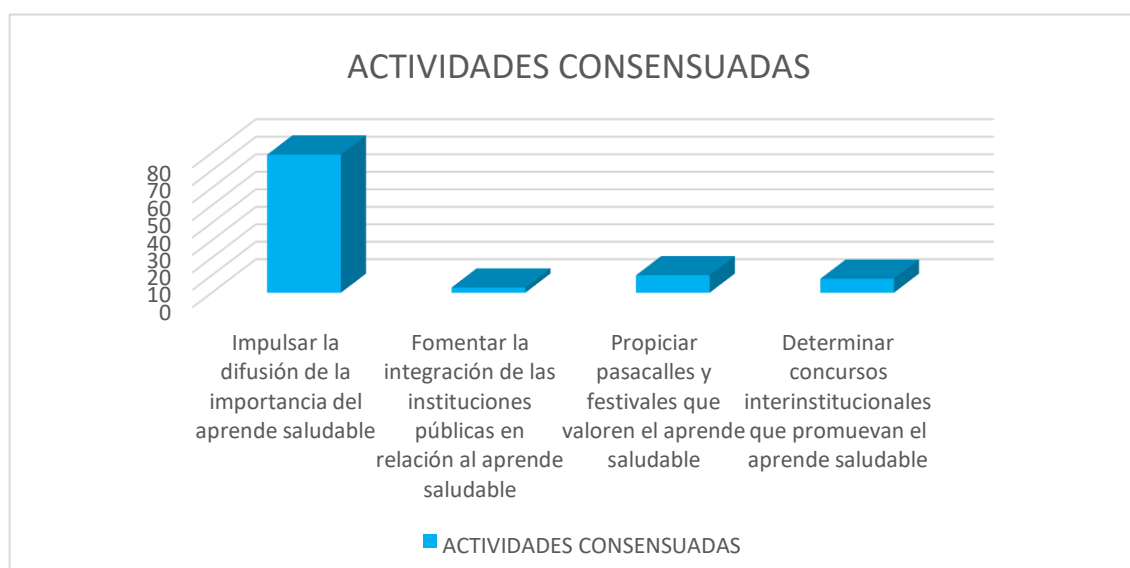 ACTIVIDADES CONSENSUADAS
80
70
60
50
40
30
20
10
0
Impulsar la
difusión de la
importancia del
aprende saludable
Fomentar la
integración de las
instituciones
públicas en
relación al aprende
saludable
Propiciar
pasacalles y
festivales que
valoren el aprende
saludable
Determinar
concursos
interinstitucionales
que promuevan el
aprende saludable
ACTIVIDADES CONSENSUADAS